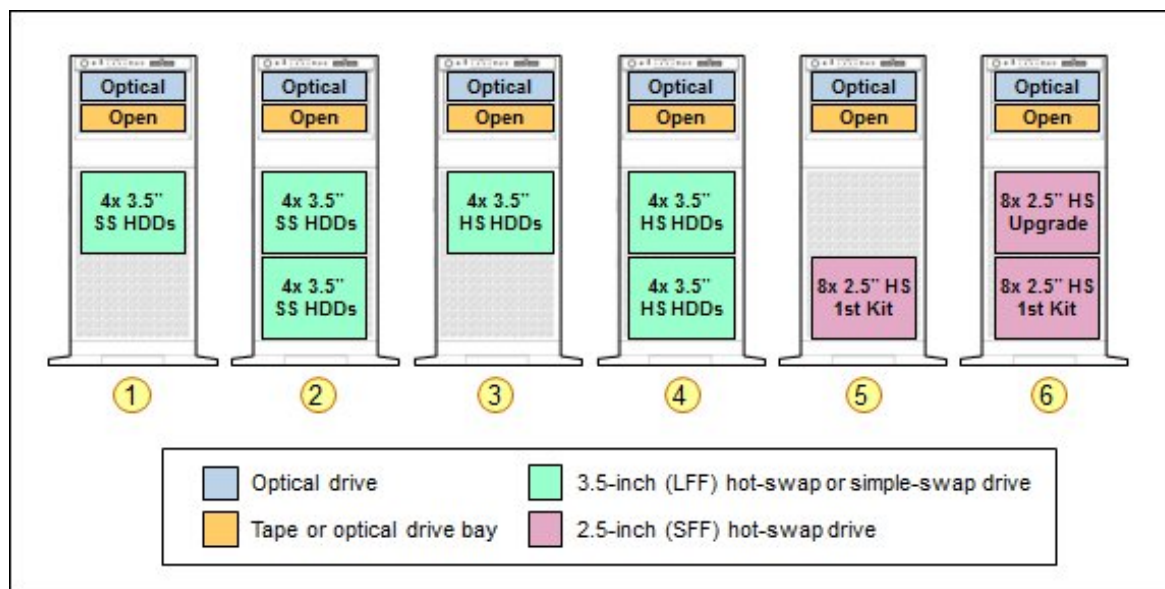 Optical
Open
4x 3.5”
SS HDDs
1
Optical
Open
4x 3.5”
SS HDDs
4x 3.5”
SS HDDs
2
Optical
Open
4x 3.5”
HS HDDs
3
Optical
Open
4x 3.5”
HS HDDs
4x 3.5”
HS HDDs
4
Optical
Open
8x 2.5” HS
1st Kit
5
Optical
Open
8x 2.5” HS
Upgrade
8x 2.5” HS
1st Kit
6
Optical drive
Tape or optical drive bay
3.5-inch (LFF) hot-swap or simple-swap drive
2.5-inch (SFF) hot-swap drive